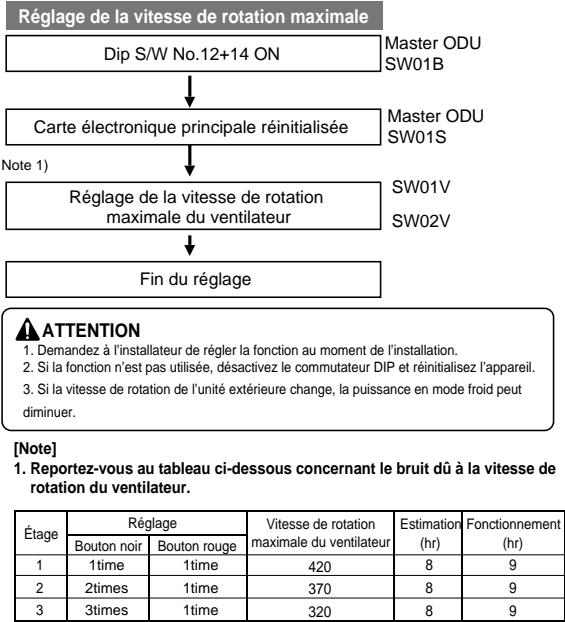 Réglage de la vitesse de rotation maximale
Dip S/W No.12+14 ON
Master ODU
SW01B
Carte électronique principale réinitialisée
Master ODU
SW01S
Note 1)
Réglage de la vitesse de rotation
maximale du ventilateur
SW01V
SW02V
Fin du réglage
ATTENTION
1. Demandez à l'installateur de régler la fonction au moment de l'installation.
2. Si la fonction n'est pas utilisée, désactivez le commutateur DIP et réinitialisez l'appareil.
3. Si la vitesse de rotation de l'unité extérieure change, la puissance en mode froid peut
diminuer.
[Note]
1. Reportez-vous au tableau ci-dessous concernant le bruit dû à la vitesse de
rotation du ventilateur.
Étage Réglage Vitesse de rotation Estimation Fonctionnement
Bouton noir Bouton rouge maximale du ventilateur (hr) (hr)
1 1time 1time 420 8 9
2 2times 1time 370 8 9
3 3times 1time 320 8 9